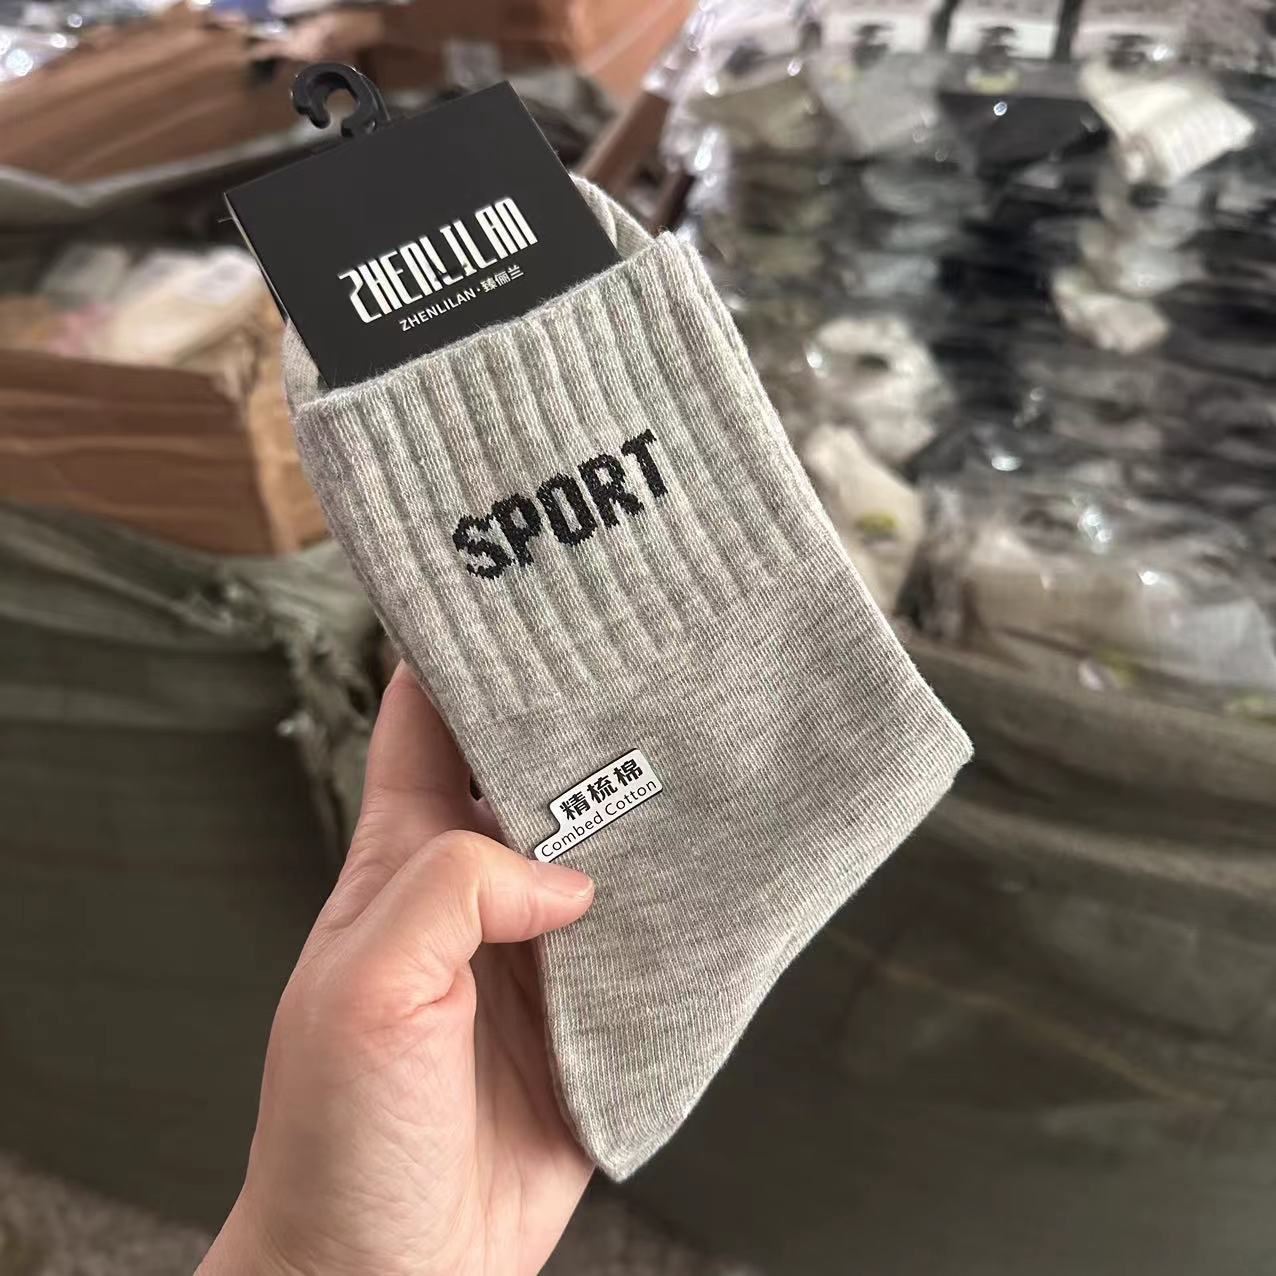 ZHENLILAN
ZHENLILAN·臻俪兰
SPORT
精梳棉
Combed Cotton